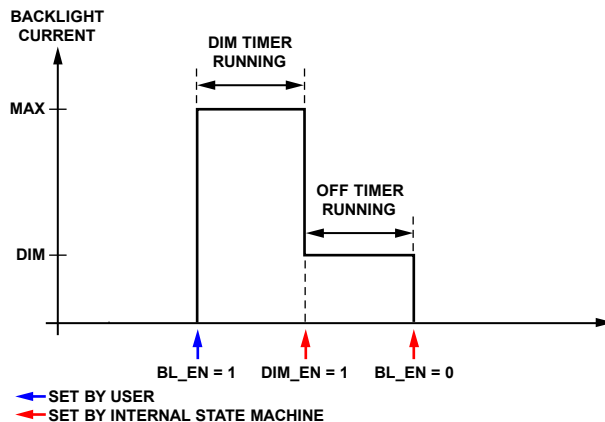 BACKLIGHT
CURRENT
DIM TIMER
RUNNING
MAX
OFF TIMER
RUNNING
DIM
BL_EN = 1
DIM_EN = 1
BL_EN = 0
SET BY USER
SET BY INTERNAL STATE MACHINE